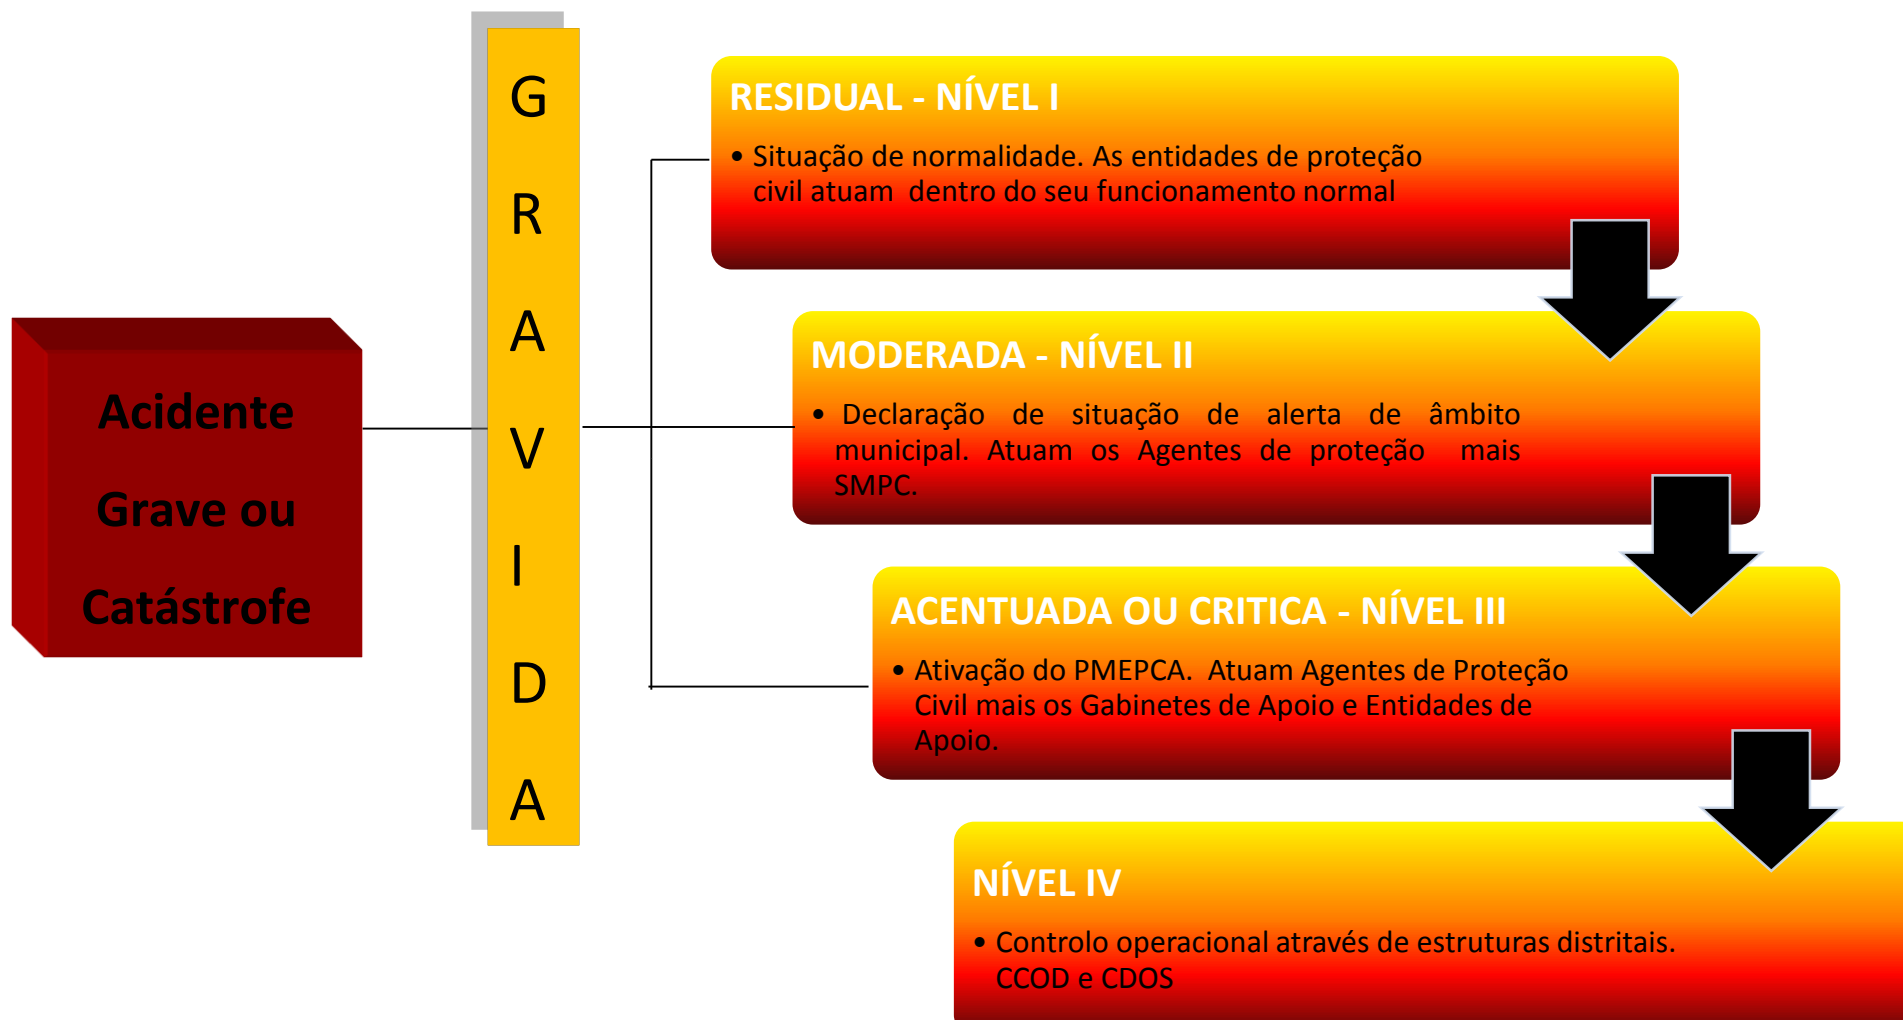 Acidente
Grave ou
Catástrofe
G
R
A
V
I
D
A
RESIDUAL - NÍVEL I
• Situação de normalidade. As entidades de proteção
civil atuam dentro do seu funcionamento normal
MODERADA - NÍVEL II
• Declaração de situação de alerta de âmbito
municipal. Atuam os Agentes de proteção mais
SMPC.
ACENTUADA OU CRITICA - NÍVEL III
• Ativação do PMEPCA. Atuam Agentes de Proteção
Civil mais os Gabinetes de Apoio e Entidades de
Apoio.
NÍVEL IV
• Controlo operacional através de estruturas distritais.
CCOD e CDOS